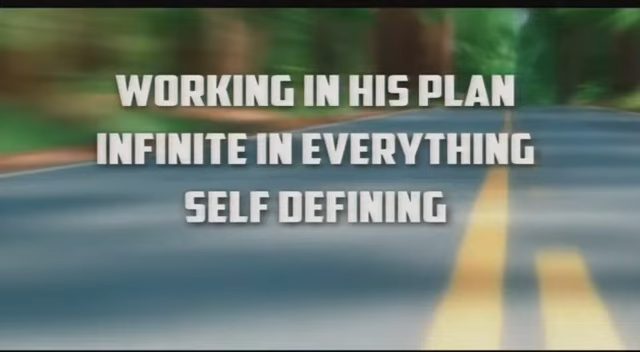 WORKING IN HIS PLAN
INFINITE IN EVERYTHING
SELF DEFINING